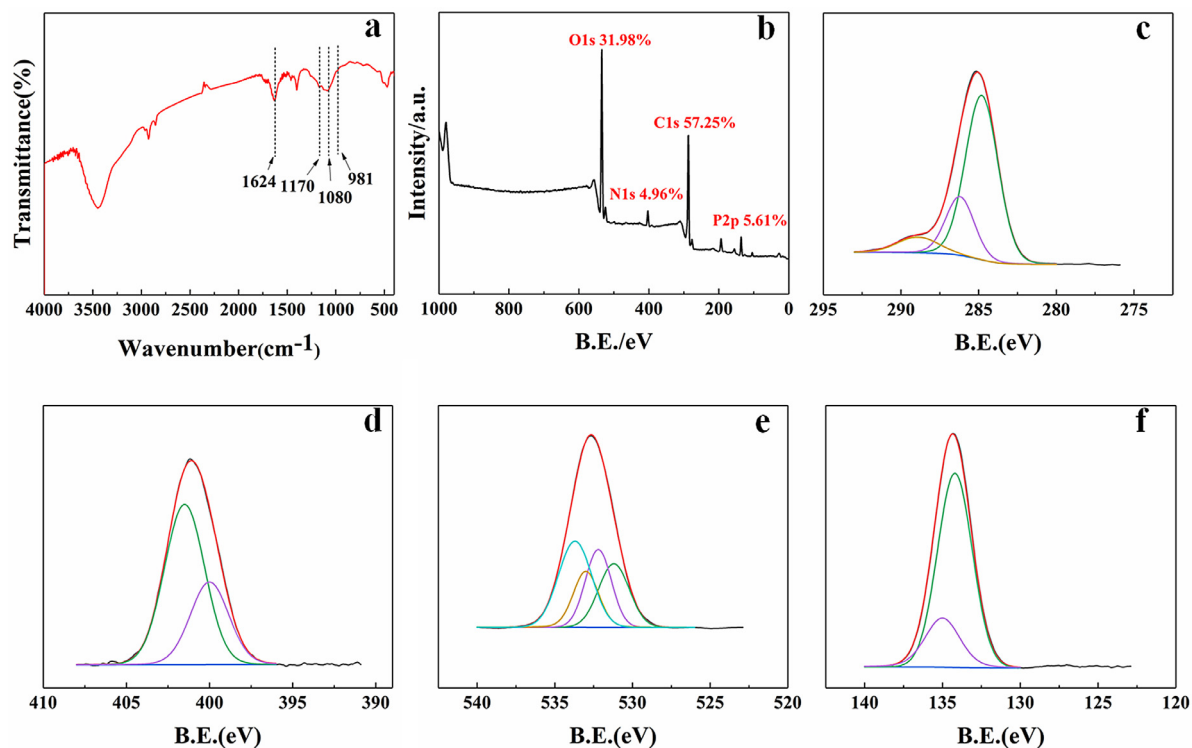 a
Transmittance(%)
1624
1170
1080
981
4000 3500 3000 2500 2000 1500 1000 500
Wavenumber(cm-1)
b
Intensity/a.u.
O1s 31.98%
C1s 57.25%
N1s 4.96%
P2p 5.61%
1000 800 600 400 200 0
B.E./eV
c
295 290 285 280 275
B.E.(eV)
d
410 405 400 395 390
B.E.(eV)
e
540 535 530 525 520
B.E.(eV)
f
140 135 130 125 120
B.E.(eV)